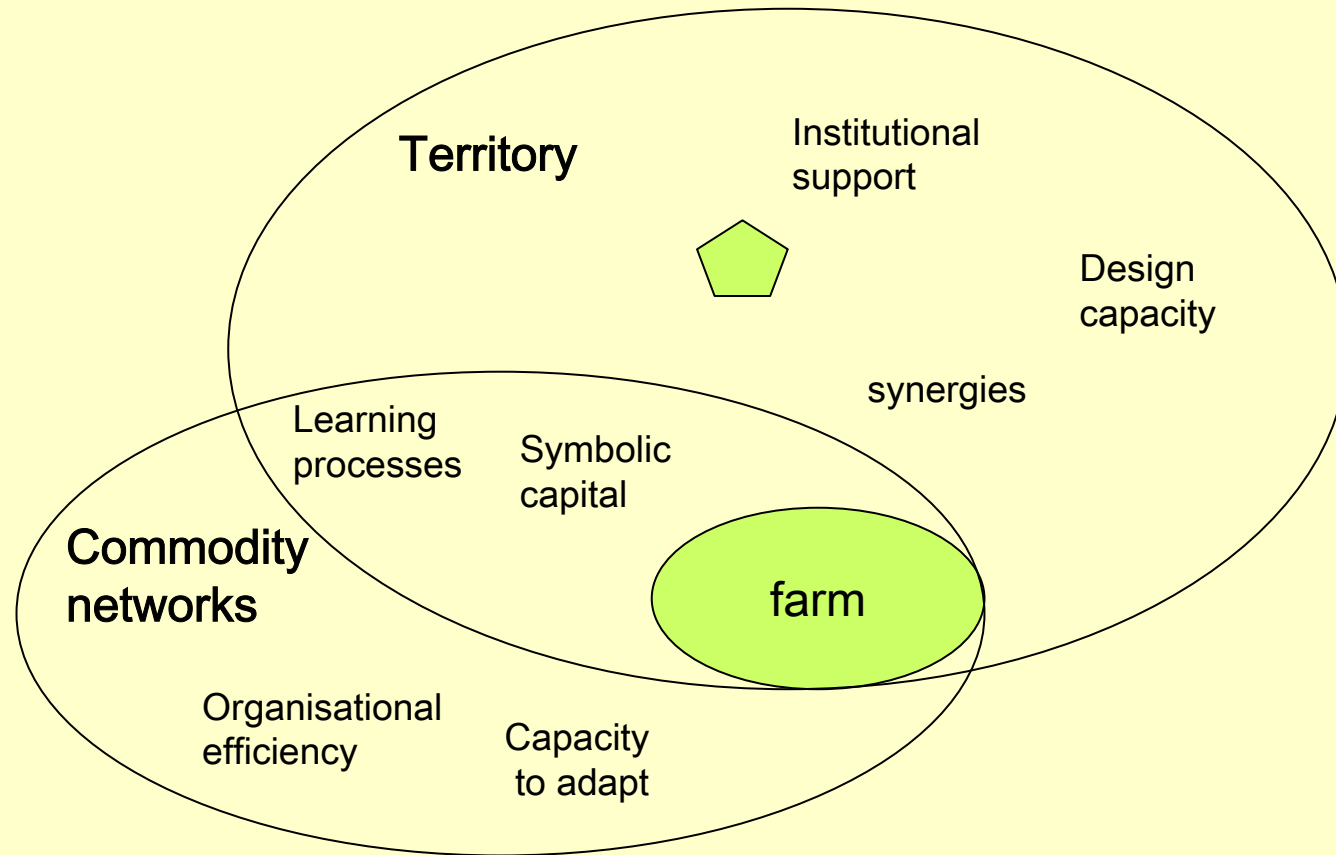 Territory
Institutional
support
Design
capacity
synergies
Learning
processes
Symbolic
capital
Commodity
networks
farm
Organisational
efficiency
Capacity
to adapt